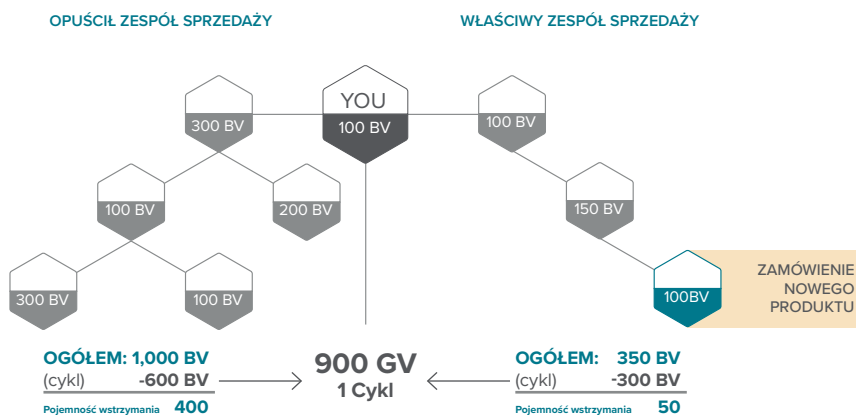 OPUŚCIŁ ZESPÓŁ SPRZEDAŻY
WŁAŚCIWY ZESPÓŁ SPRZEDAŻY
YOU
300 BV
100 BV
100 BV
100 BV
200 BV
150 BV
300 BV
100 BV
100BV
ZAMÓWIENIE
NOWEGO
PRODUKTU
OGÓŁEM: 1,000 BV
(cykl) -600 BV
Pojemność wstrzymania 400
900 GV
1 Cykl
OGÓŁEM: 350 BV
(cykl) -300 BV
Pojemność wstrzymania 50